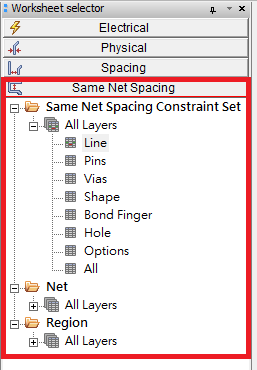 Worksheet selector
Electrical
Physical
Spacing
Same Net Spacing
Same Net Spacing Constraint Set
All Layers
Line
Pins
Vias
Shape
Bond Finger
Hole
Options
All
Net
All Layers
Region
All Layers